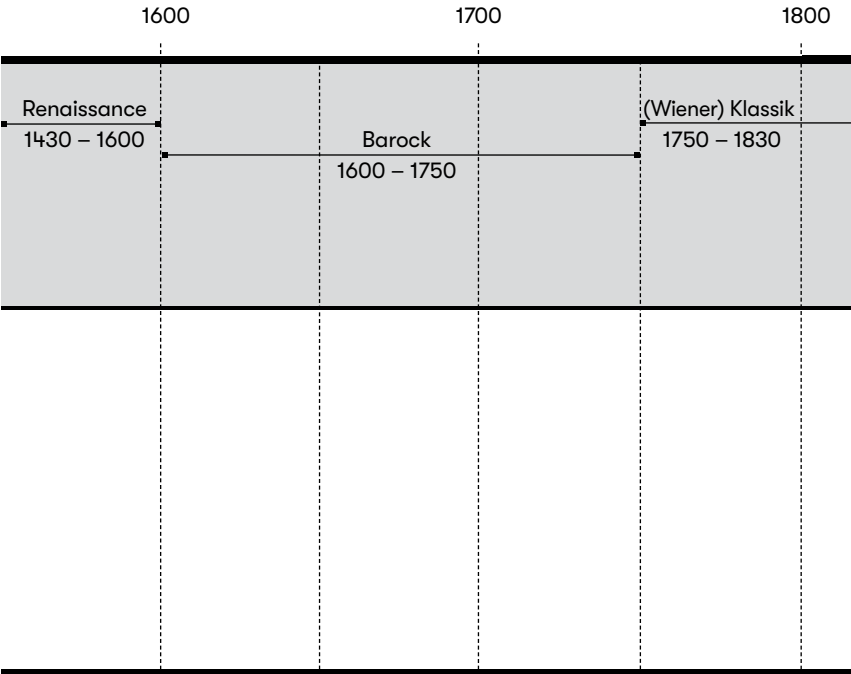 1600 1700 1800
Renaissance
1430 – 1600
Barock
1600 – 1750
(Wiener) Klassik
1750 – 1830